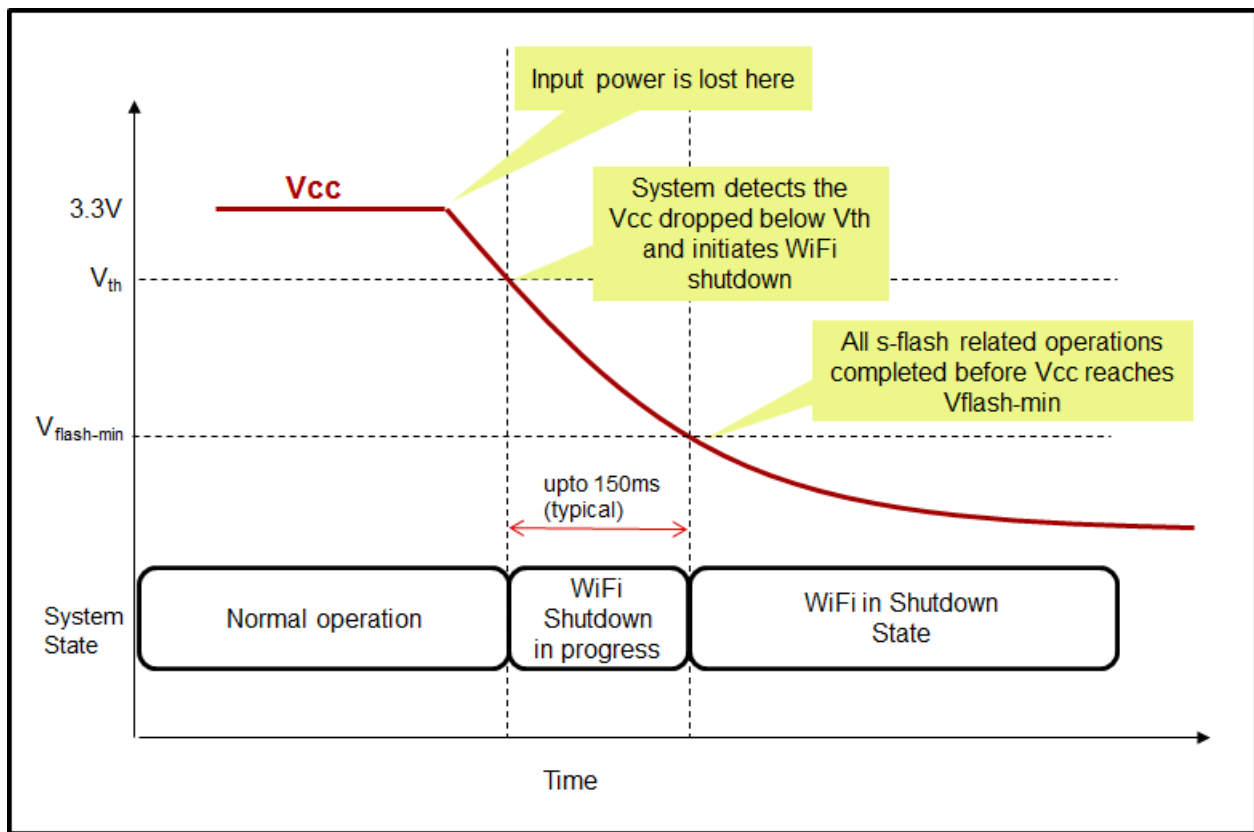 Input power is lost here
Vcc
3.3V
System detects the
Vcc dropped below Vth
and initiates WiFi
shutdown
Vth
All s-flash related operations
completed before Vcc reaches
Vflash-min
Vflash-min
upto 150ms
(typical)
System
State
Normal operation
WiFi
Shutdown
in progress
WiFi in Shutdown
State
Time